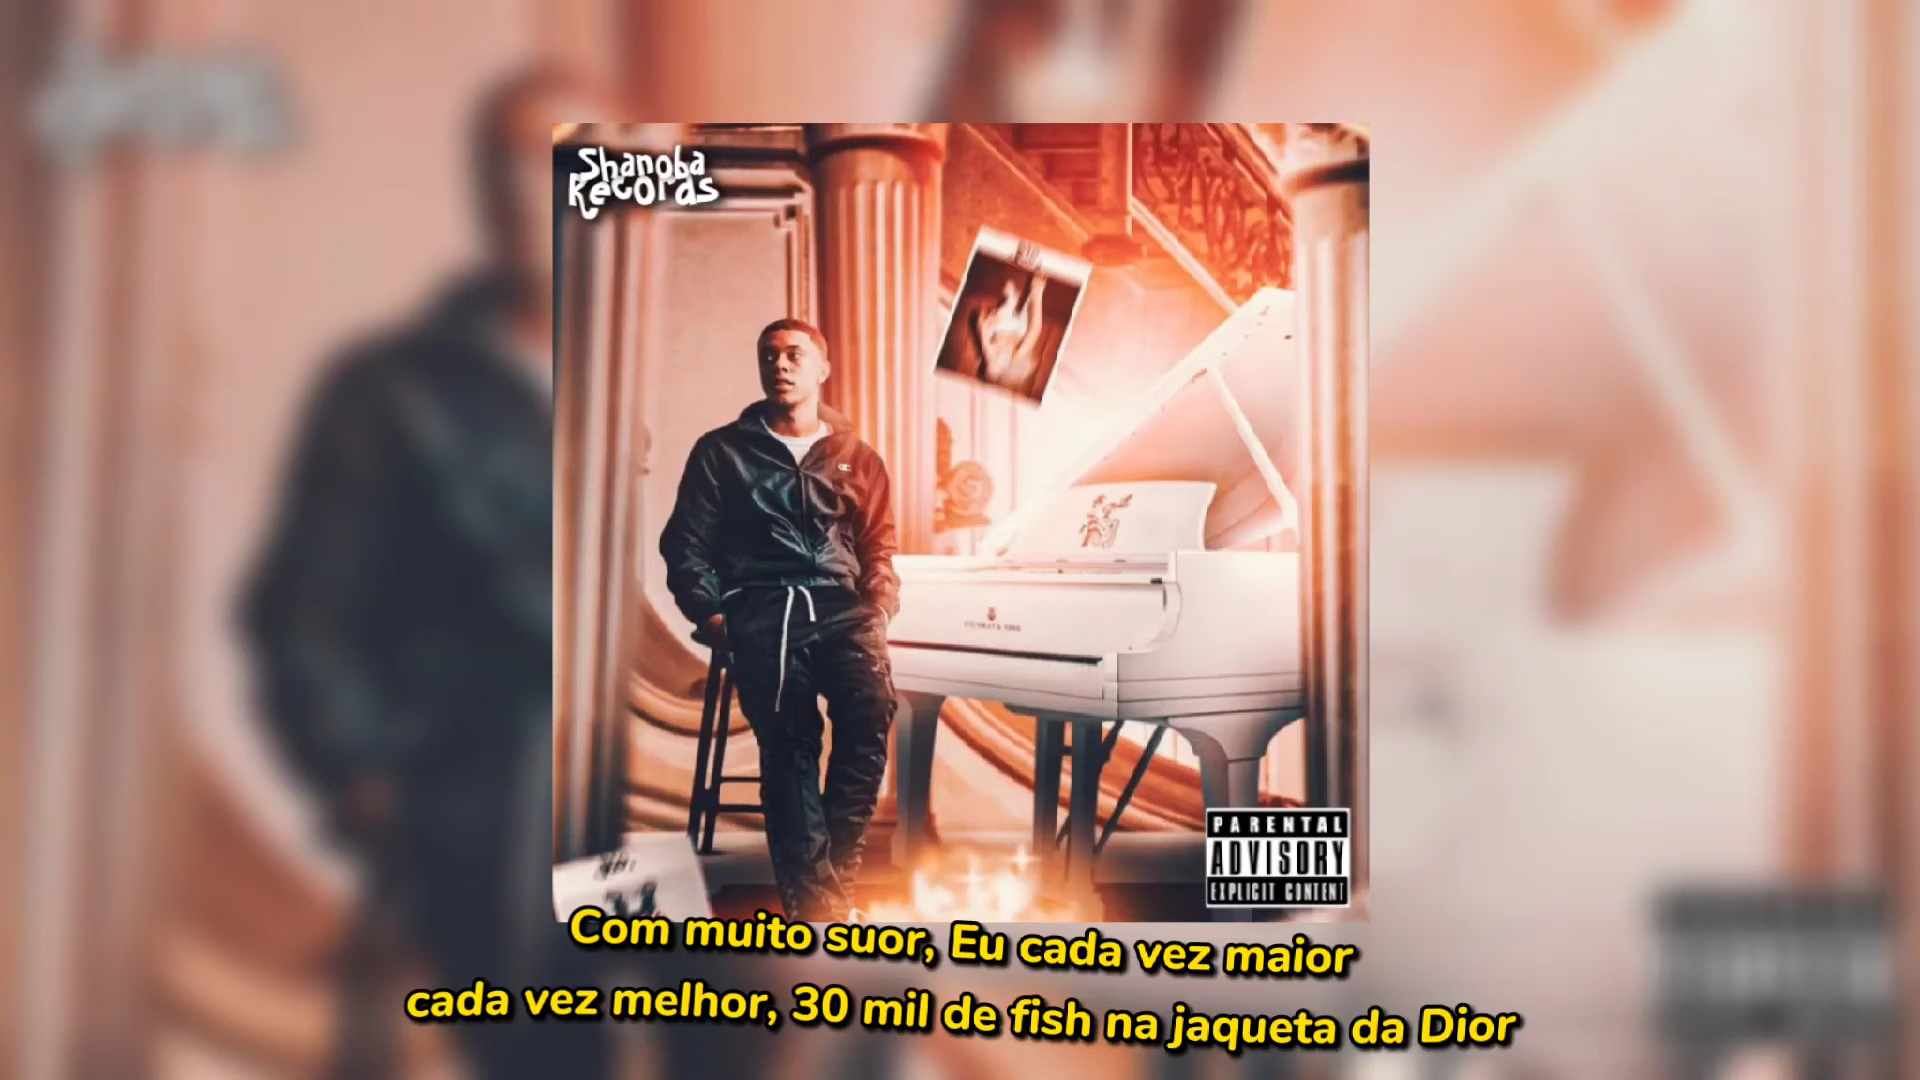 Shanoba
Records
PARENTAL
ADVISORY
EXPLICIT CONTENT
Com muito suor, Eu cada vez maior
cada vez melhor, 30 mil de fish na jaqueta da Dior